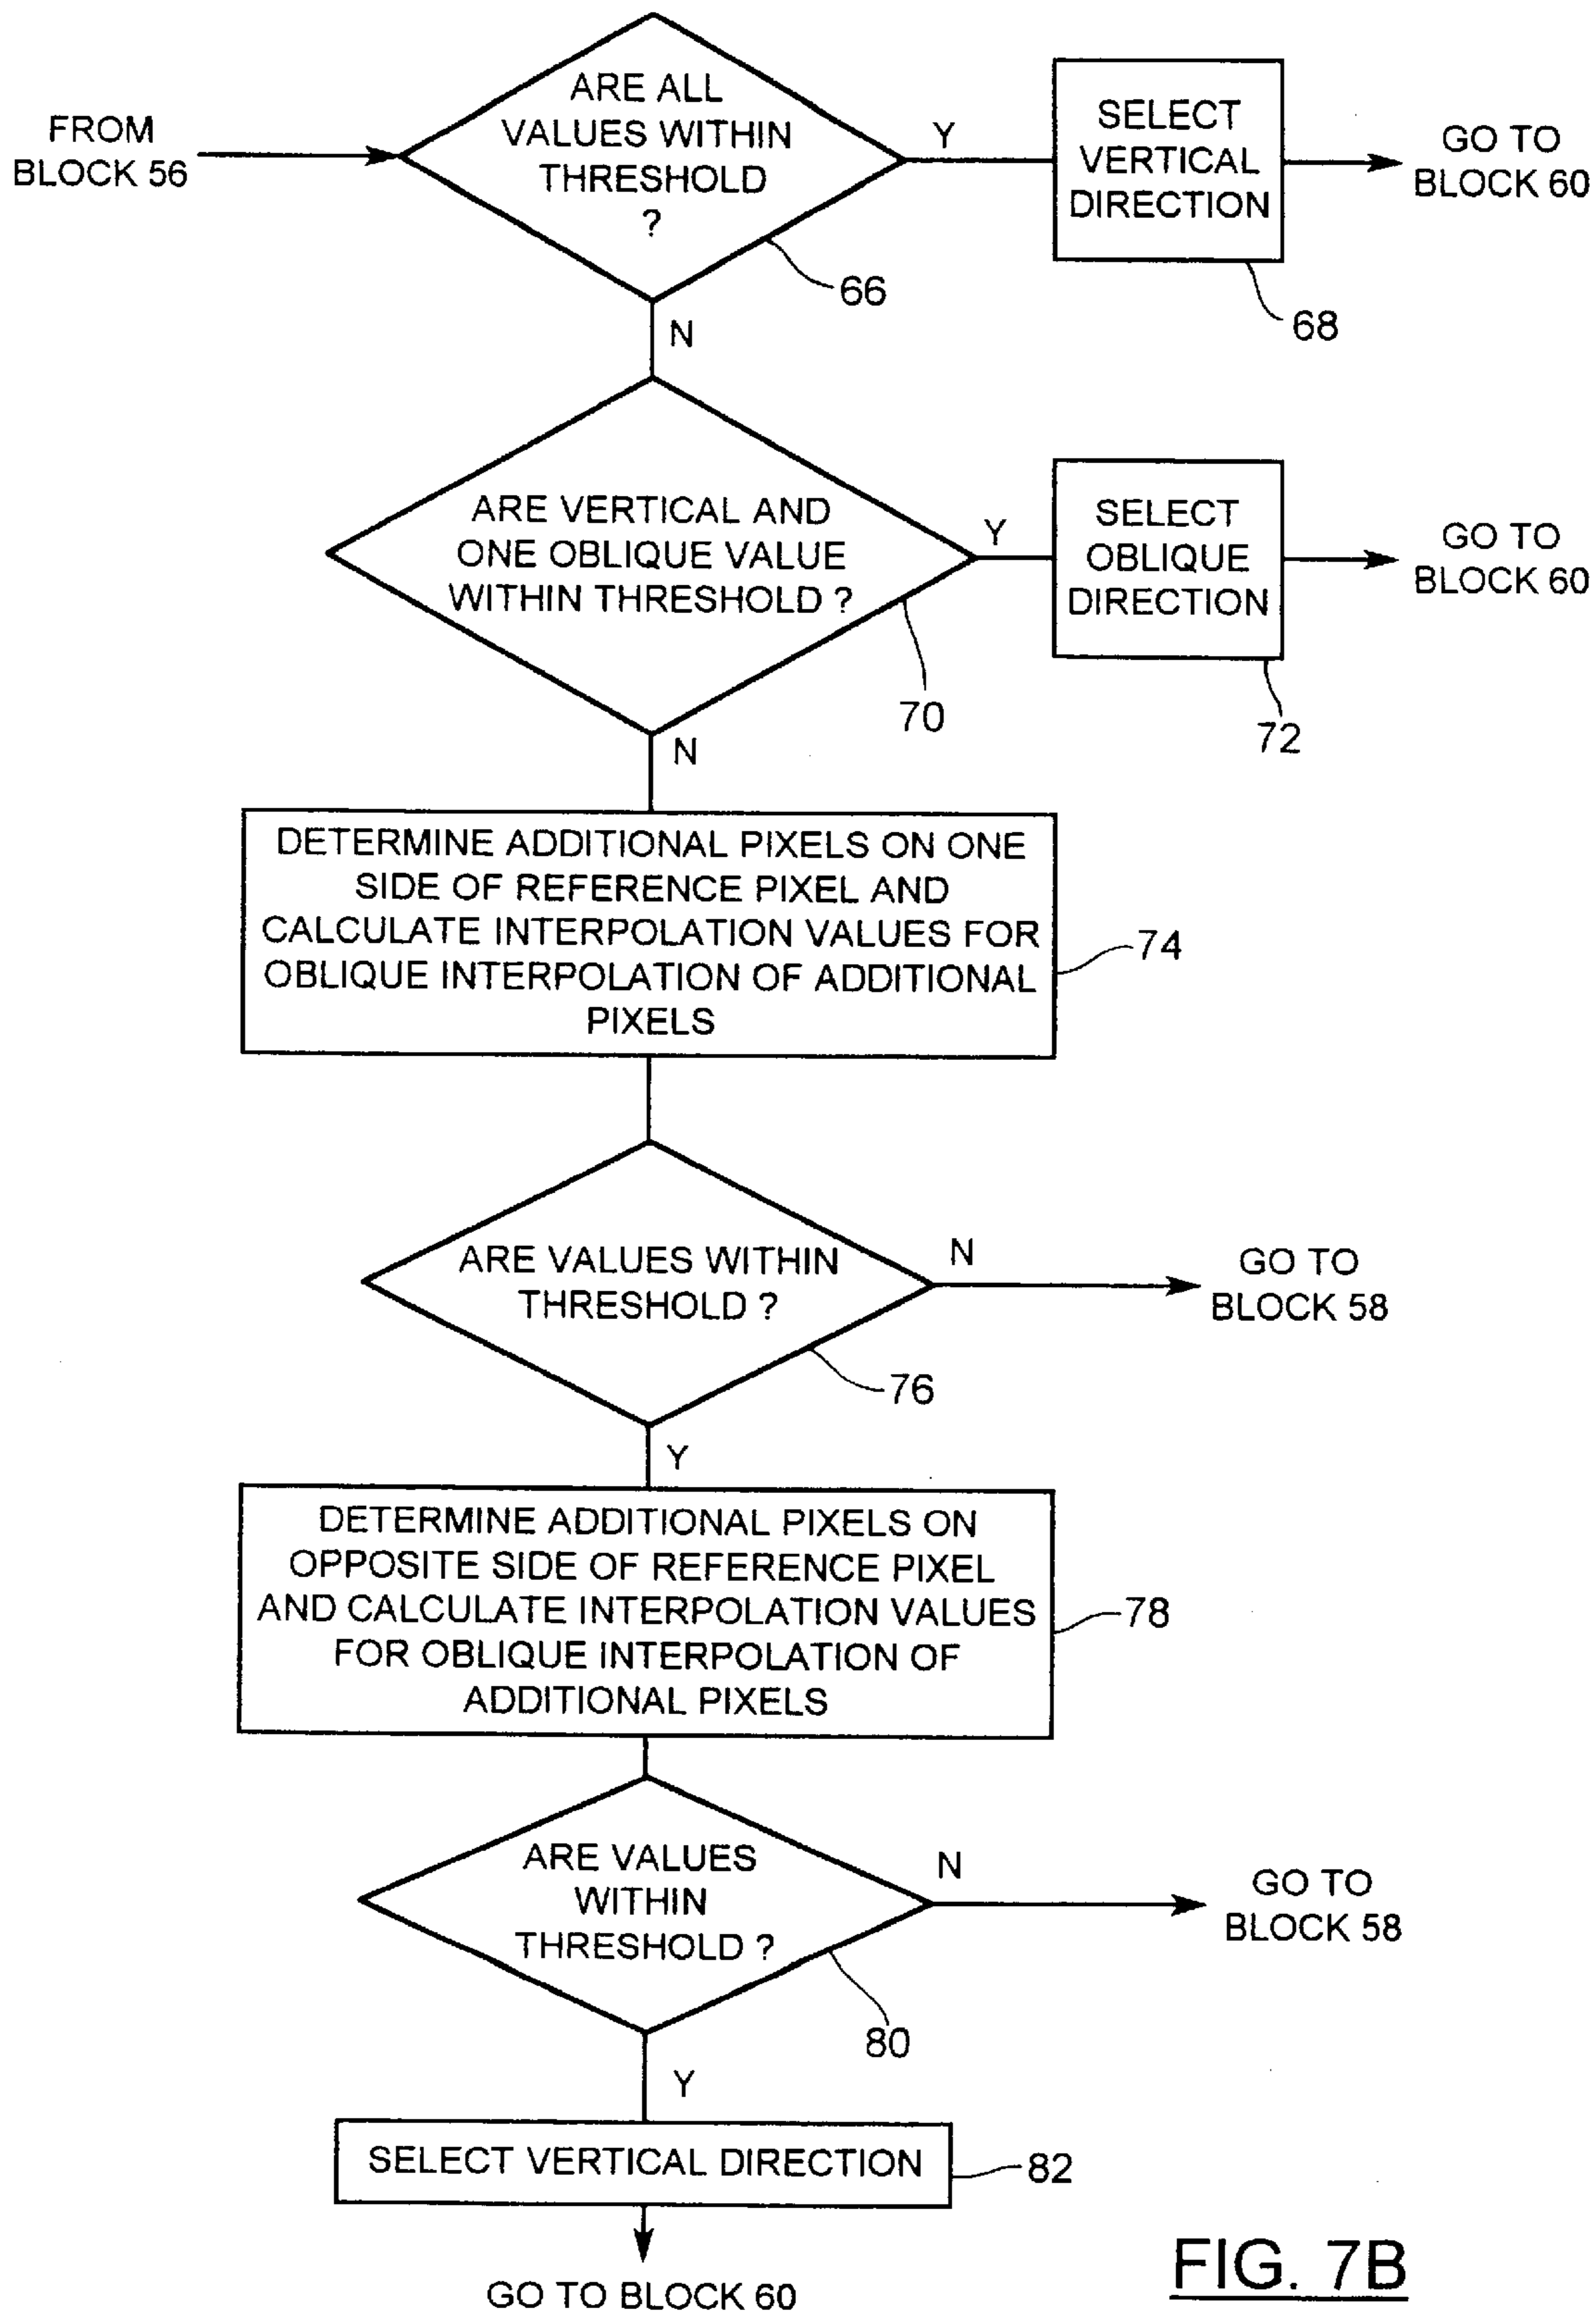 FROM
BLOCK 56
ARE ALL
VALUES WITHIN
THRESHOLD
?
66
Y
SELECT
VERTICAL
DIRECTION
68
GO TO
BLOCK 60
N
ARE VERTICAL AND
ONE OBLIQUE VALUE
WITHIN THRESHOLD ?
70
Y
SELECT
OBLIQUE
DIRECTION
72
GO TO
BLOCK 60
N
DETERMINE ADDITIONAL PIXELS ON ONE
SIDE OF REFERENCE PIXEL AND
CALCULATE INTERPOLATION VALUES FOR
OBLIQUE INTERPOLATION OF ADDITIONAL
PIXELS
74
ARE VALUES WITHIN
THRESHOLD ?
76
N
GO TO
BLOCK 58
Y
DETERMINE ADDITIONAL PIXELS ON
OPPOSITE SIDE OF REFERENCE PIXEL
AND CALCULATE INTERPOLATION VALUES
FOR OBLIQUE INTERPOLATION OF
ADDITIONAL PIXELS
78
ARE VALUES
WITHIN
THRESHOLD ?
80
N
GO TO
BLOCK 58
Y
SELECT VERTICAL DIRECTION
82
GO TO BLOCK 60
FIG. 7B